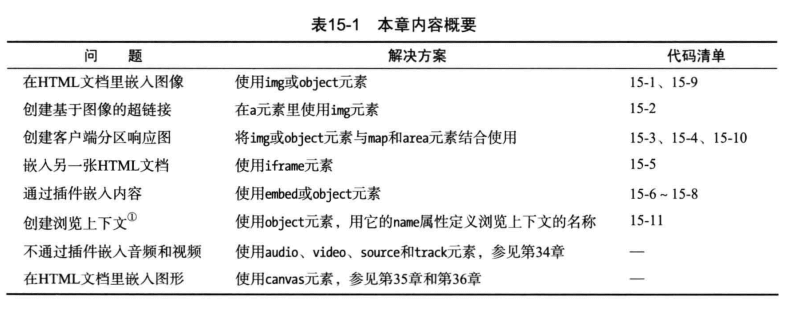 表15-1 本章内容概要
问 题 解决方案 代码清单
在HTML文档里嵌入图像 使用img或object元素 15-1、15-9
创建基于图像的超链接 在a元素里使用img元素 15-2
创建客户端分区响应图 将img或object元素与map和area元素结合使用 15-3、15-4、15-10
嵌入另一张HTML文档 使用iframe元素 15-5
通过插件嵌入内容 使用embed或object元素 15-6~15-8
创建浏览上下文① 使用object元素，用它的name属性定义浏览上下文的名称 15-11
不通过插件嵌入音频和视频 使用audio、video、source和track元素，参见第34章 —
在HTML文档里嵌入图形 使用canvas元素，参见第35章和第36章 —